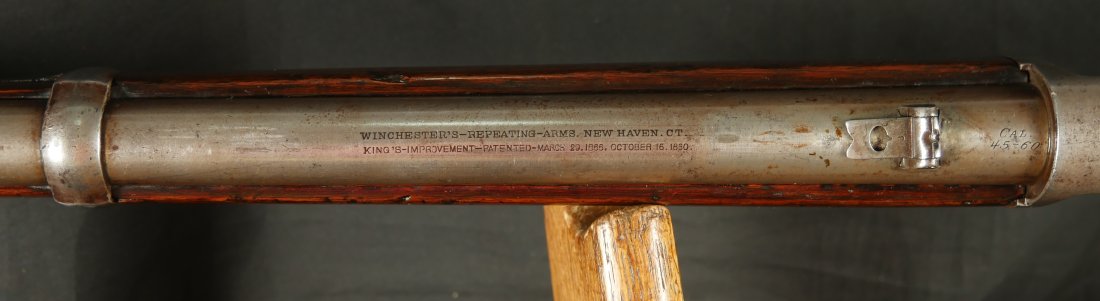 WINCHESTER'S-REPEATING-ARMS. NEW HAVEN. CT.
KING'S-IMPROVEMENT-PATENTED-MARCH 29. 1866. OCTOBER 16. 1860.
CAL.
45-60